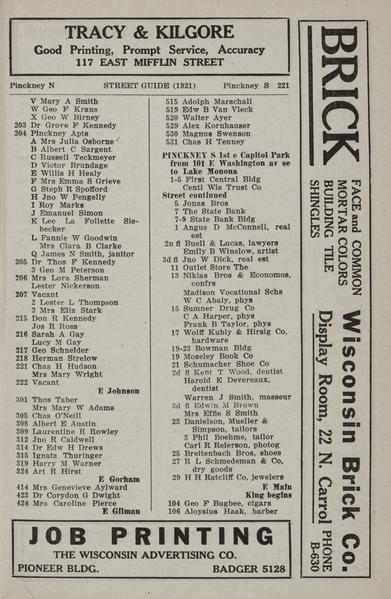 TRACY & KILGORE
Good Printing, Prompt Service, Accuracy
117 EAST MIFFLIN STREET
Pinckney N STREET GUIDE (1921) Pinckney S 221
V Mary A Smith
W Geo F Kraus
X Geo W Birney
203 Dr Grove F Kennedy
204 Pinckney Apts
A Mrs Julia Osborne
B Albert C Sargent
C Russell Teckmeyer
D Victor Brundage
E Willis H Healy
F Mrs Emma S Grieve
G Steph R Spofford
H Jno W Pengelly
I Roy Marks
J Emanuel Simon
K Lee La Follette Sie-
becker
L Fannie W Goodwin
Mrs Clara B Clarke
Q James N Smith, janitor
205 Dr Thos F Kennedy
3 Geo M Peterson
206 Mrs Lora Sherman
Lester Nickerson
207 Vacant
2 Lester L Thompson
3 Mrs Eliz Stark
215 Don R Kennedy
Jos R Ross
216 Sarah A Gay
Lucy M Gay
217 Geo Schneider
218 Herman Strelow
221 Chas H Hudson
Mrs Mary Wright
222 Vacant
E Johnson
301 Thos Taber
Mrs Mary W Adams
305 Chas O'Neill
308 Albert E Austin
309 Laurentine R Rowley
312 Jno R Caldwell
314 Dr Edw H Drews
315 Ignatz Thuringer
319 Harry M Warner
324 Art R Hirst
E Gorham
414 Mrs Genevieve Aylward
423 Dr Corydon G Dwight
424 Mrs Caroline Pierce
E Gilman
515 Adolph Marschall
519 Edw B Van Vleck
520 Walter Ayer
529 Alex Kornhauser
530 Magnus Swenson
531 Chas H Tenney
PINCKNEY S 1st e Capitol Park
from 101 E Washington av se
to Lake Monona
1-5 First Central Bldg
Centl Wis Trust Co
Street continued
5 Jonas Bros
7 The State Bank
7-9 State Bank Bldg
1 Angus D McConnell, real
est
2n fl Buell & Lucas, lawyers
Emily B Winslow, artist
3d fl Jno W Dick, real est
11 Outlet Store The
13 Niklas Bros & Economos,
confrs
Madison Vocational Schs
W C Abaly, phys
15 Sumner Drug Co
C A Harper, phys
Frank B Taylor, phys
17 Wolff Kubly & Hirsig Co,
hardware
19-23 Bowman Bldg
19 Moseley Book Co
21 Schumacher Shoe Co
2d fl Kent T Wood, dentist
Harold E Devereaux,
dentist
Warren J Smith, masseur
3d fl Edwin M Brown
Mrs Effie S Smith
23 Danielson, Mueller &
Simpson, tailors
3 Phil Boehme, tailor
Carl R Relerson, photog
25 Breitenbach Bros, shoes
27 R L Schmedeman & Co,
dry goods
29 H H Ratcliff Co, jewelers
E Main
King begins
104 Geo F Bugbee, cigars
106 Aloysius Haak, barber
BRICK
FACE and COMMON
MORTAR COLORS
BUILDING TILE
SHINGLES
Wisconsin Brick Co.
Display Room, 22 N. Carrol
PHONE
B-630
JOB PRINTING
THE WISCONSIN ADVERTISING CO.
PIONEER BLDG. BADGER 5128